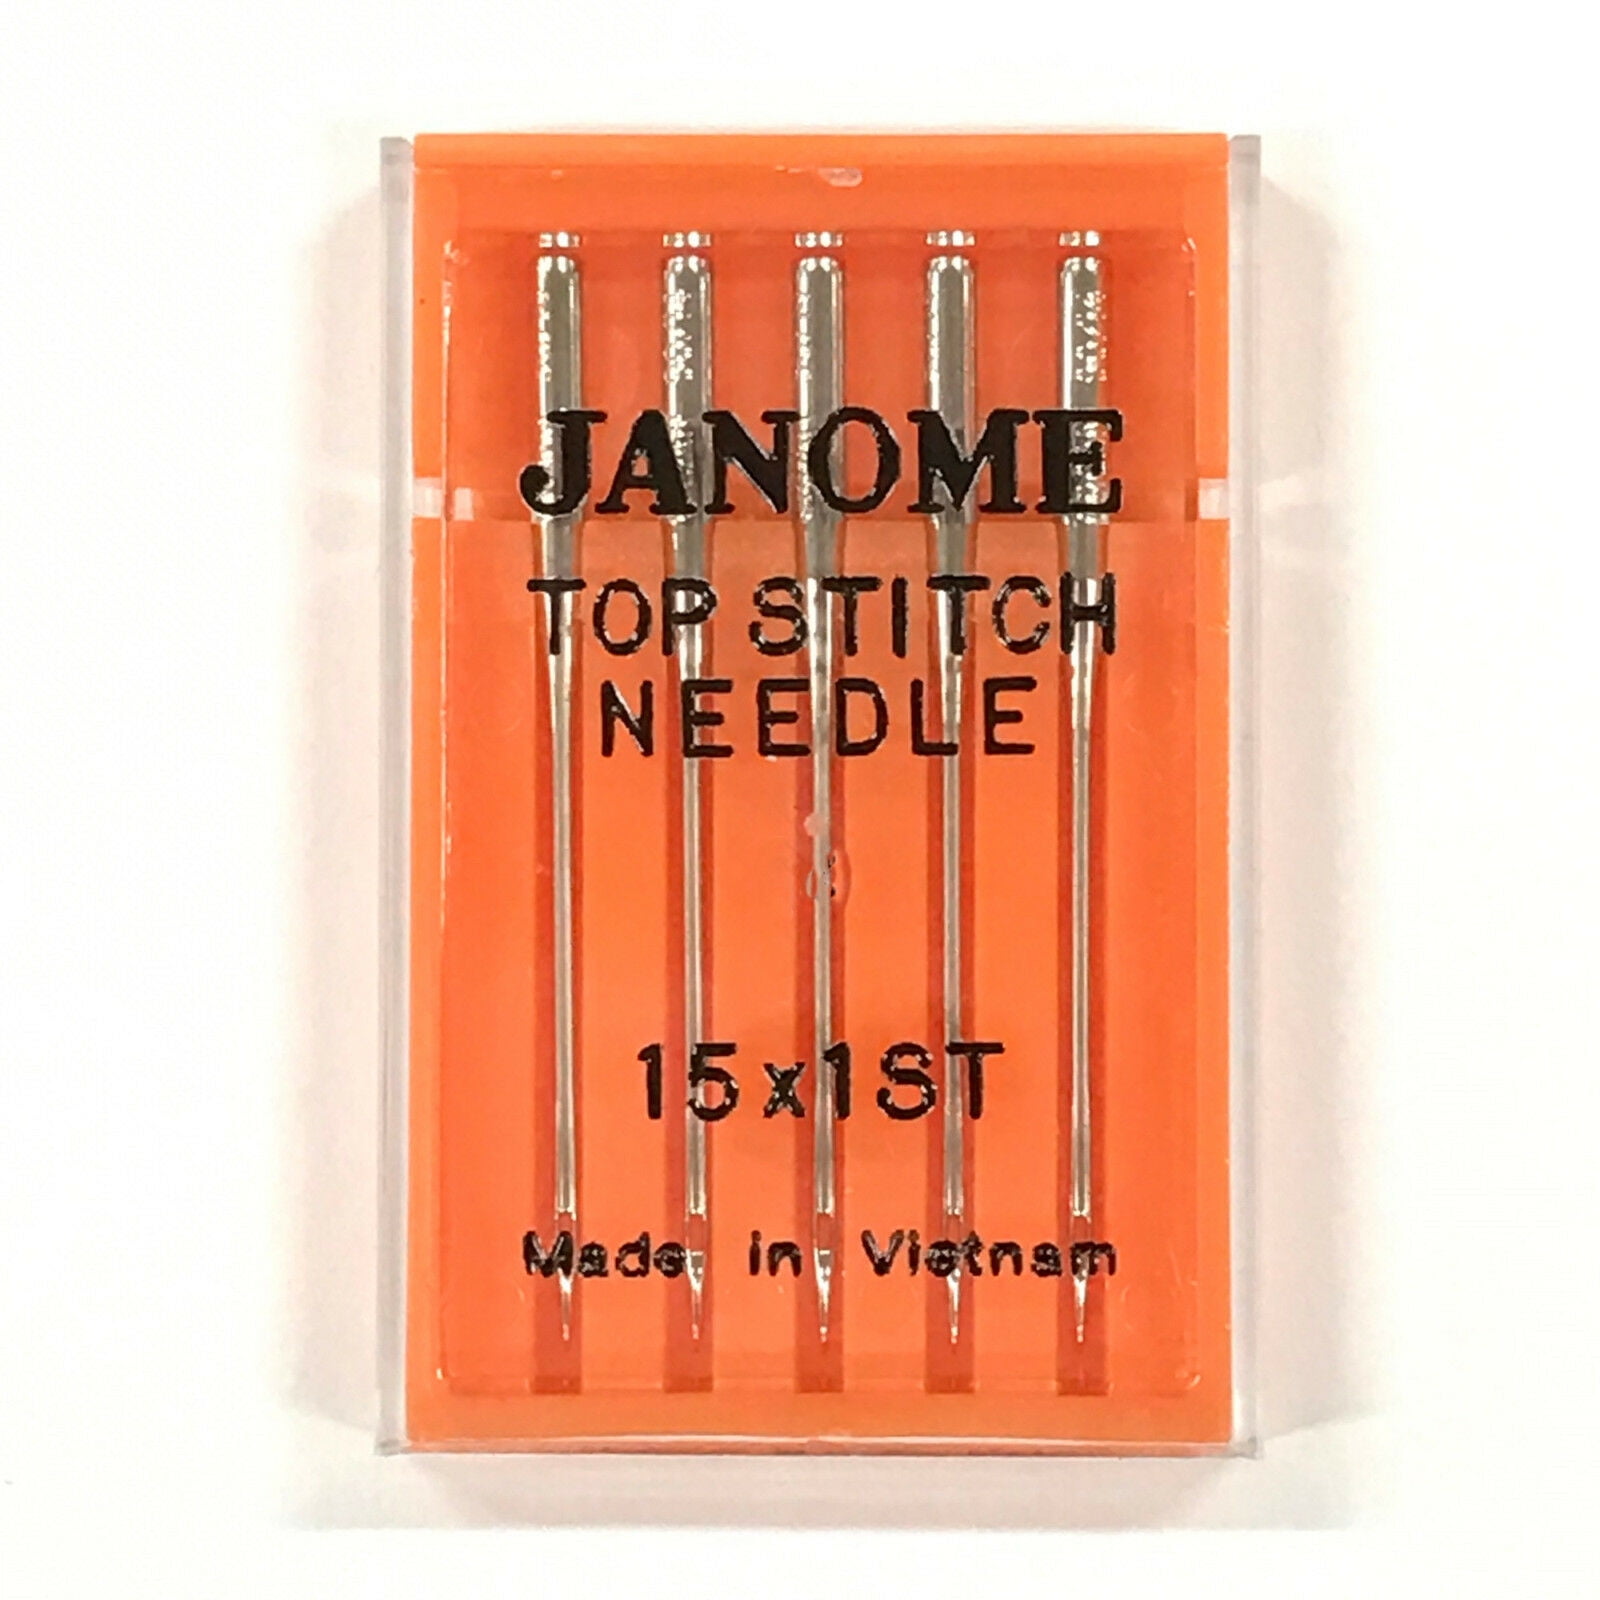 JANOME
TOP STITCH
NEEDLE
15x1ST
Made in Vietnam